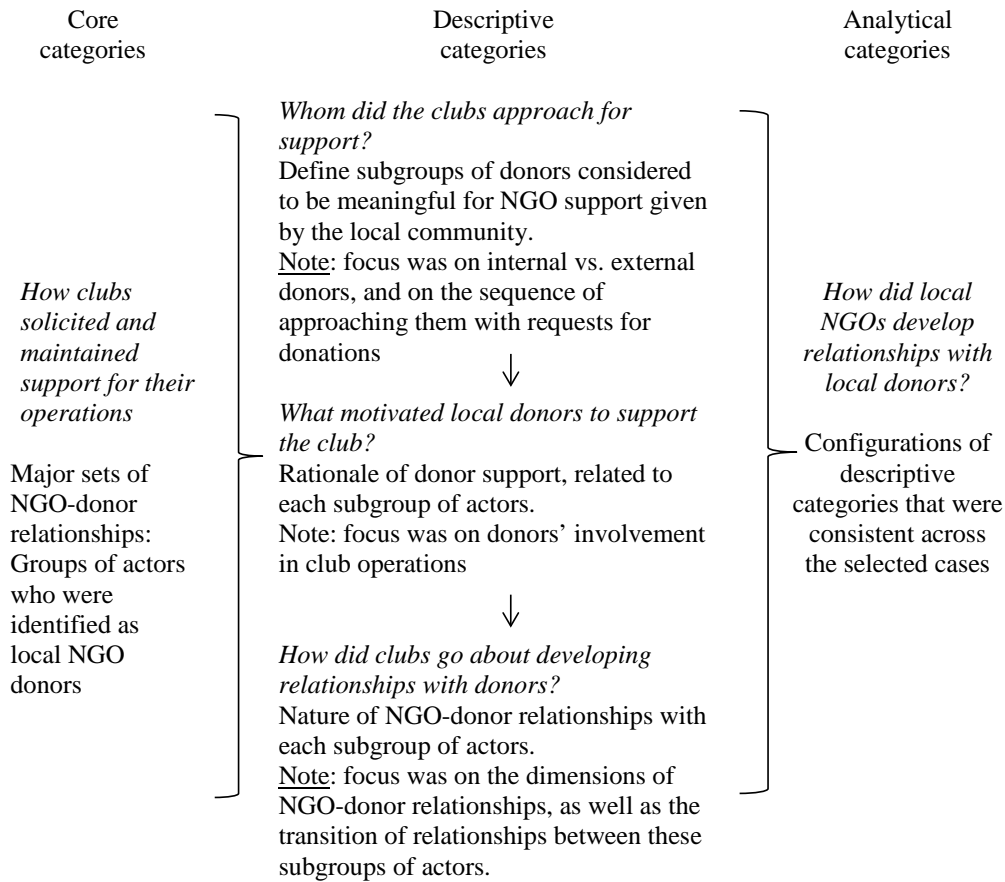 Core
categories
Descriptive
categories
Analytical
categories
How clubs
solicited and
maintained
support for their
operations
Major sets of
NGO-donor
relationships:
Groups of actors
who were
identified as
local NGO
donors
Whom did the clubs approach for
support?
Define subgroups of donors considered
to be meaningful for NGO support given
by the local community.
Note: focus was on internal vs. external
donors, and on the sequence of
approaching them with requests for
donations
What motivated local donors to support
the club?
Rationale of donor support, related to
each subgroup of actors.
Note: focus was on donors’ involvement
in club operations
How did clubs go about developing
relationships with donors?
Nature of NGO-donor relationships with
each subgroup of actors.
Note: focus was on the dimensions of
NGO-donor relationships, as well as the
transition of relationships between these
subgroups of actors.
How did local
NGOs develop
relationships with
local donors?
Configurations of
descriptive
categories that were
consistent across
the selected cases